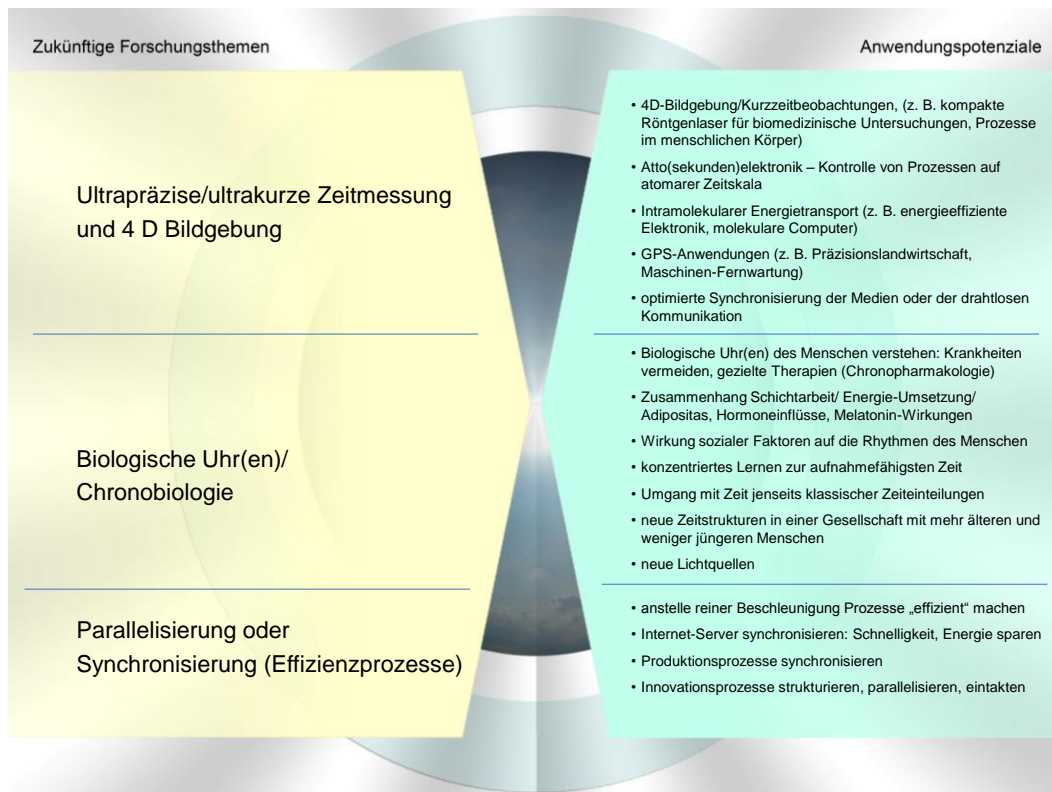 Zukünftige Forschungsthemen
Anwendungspotenziale
Ultrapräzise/ultrakurze Zeitmessung
und 4 D Bildgebung
• 4D-Bildgebung/Kurzzeitbeobachtungen, (z. B. kompakte
Röntgenlaser für biomedizinische Untersuchungen, Prozesse
im menschlichen Körper)
• Atto(sekunden)elektronik – Kontrolle von Prozessen auf
atomarer Zeitskala
• Intramolekularer Energietransport (z. B. energieeffiziente
Elektronik, molekulare Computer)
• GPS-Anwendungen (z. B. Präzisionslandwirtschaft,
Maschinen-Fernwartung)
• optimierte Synchronisierung der Medien oder der drahtlosen
Kommunikation
Biologische Uhr(en)/
Chronobiologie
• Biologische Uhr(en) des Menschen verstehen: Krankheiten
vermeiden, gezielte Therapien (Chronopharmakologie)
• Zusammenhang Schichtarbeit/ Energie-Umsetzung/
Adipositas, Hormoneinflüsse, Melatonin-Wirkungen
• Wirkung sozialer Faktoren auf die Rhythmen des Menschen
• konzentriertes Lernen zur aufnahmefähigsten Zeit
• Umgang mit Zeit jenseits klassischer Zeiteinteilungen
• neue Zeitstrukturen in einer Gesellschaft mit mehr älteren und
weniger jüngeren Menschen
• neue Lichtquellen
Parallelisierung oder
Synchronisierung (Effizienzprozesse)
• anstelle reiner Beschleunigung Prozesse „effizient“ machen
• Internet-Server synchronisieren: Schnelligkeit, Energie sparen
• Produktionsprozesse synchronisieren
• Innovationsprozesse strukturieren, parallelisieren, eintakten